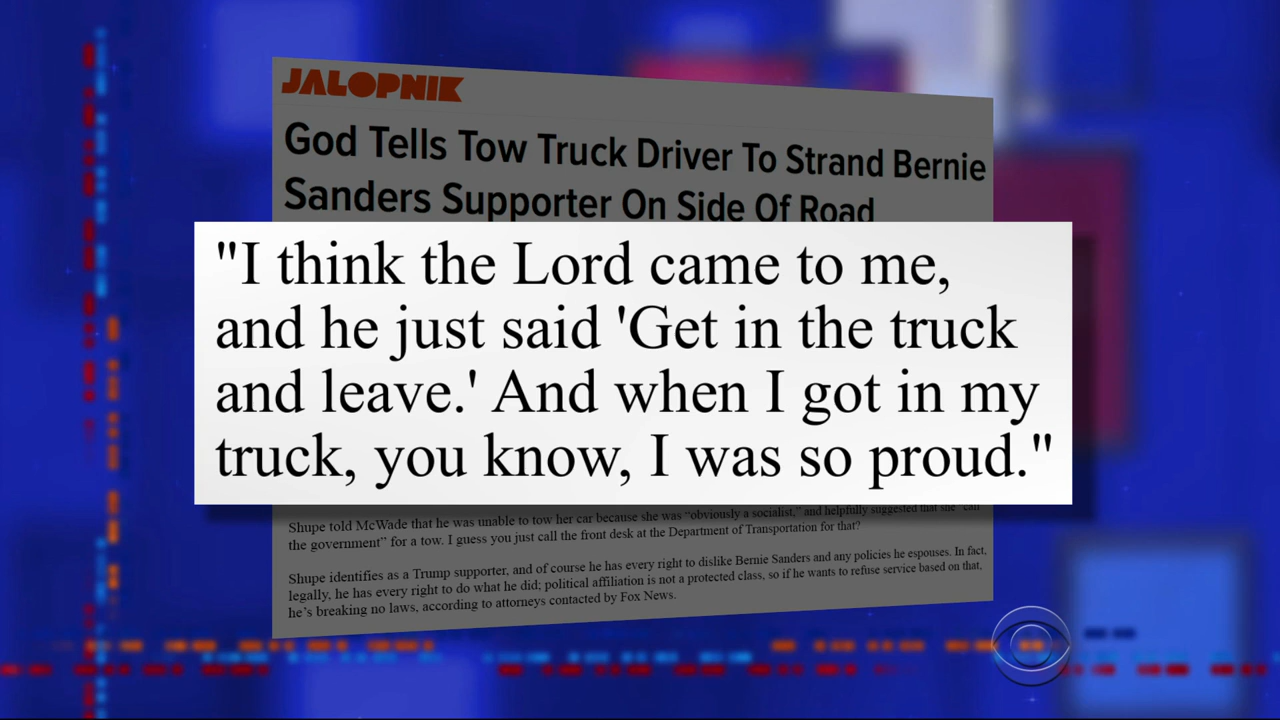 JALOPNIK
God Tells Tow Truck Driver To Strand Bernie
Sanders Supporter On Side Of Road
"I think the Lord came to me,
and he just said 'Get in the truck
and leave.' And when I got in my
truck, you know, I was so proud."
Shupe told McWade that he was unable to tow her car because she was “obviously a socialist,” and helpfully suggested that she “call
the government” for a tow. I guess you just call the front desk at the Department of Transportation for that?
Shupe identifies as a Trump supporter, and of course he has every right to dislike Bernie Sanders and any policies he espouses. In fact,
legally, he has every right to do what he did; political affiliation is not a protected class, so if he wants to refuse service based on that,
he’s breaking no laws, according to attorneys contacted by Fox News.